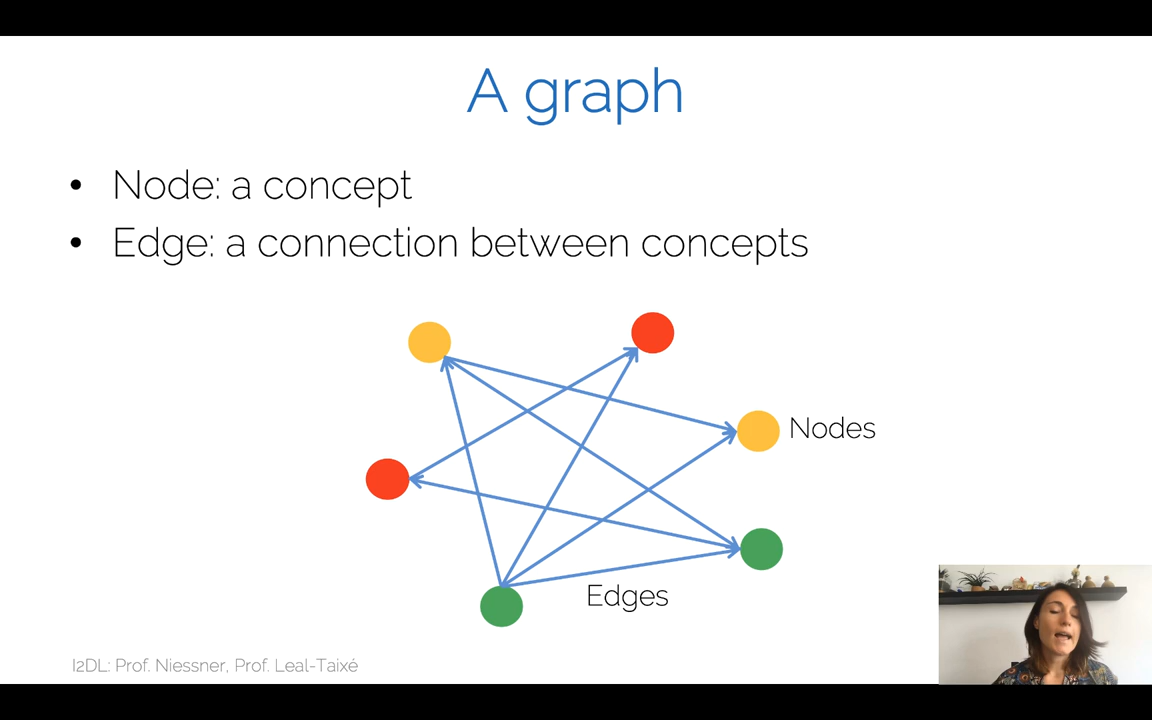 A graph
• Node: a concept
• Edge: a connection between concepts
Nodes
Edges
I2DL: Prof. Niessner, Prof. Leal-Taixé